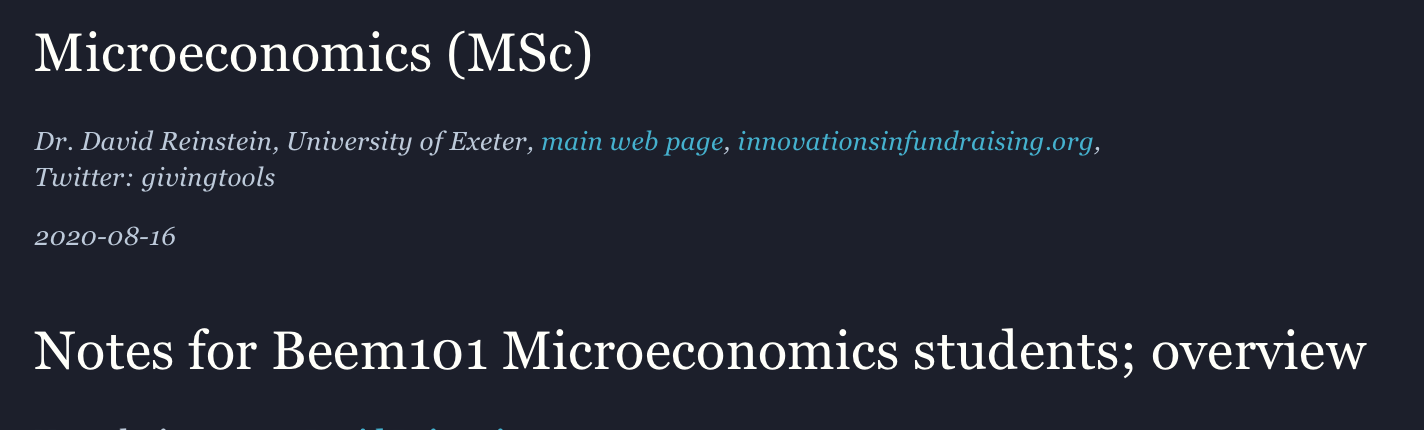 Microeconomics (MSc)
Dr. David Reinstein, University of Exeter, main web page, innovationsinfundraising.org,
Twitter: givingtools
2020-08-16
Notes for Beem101 Microeconomics students; overview